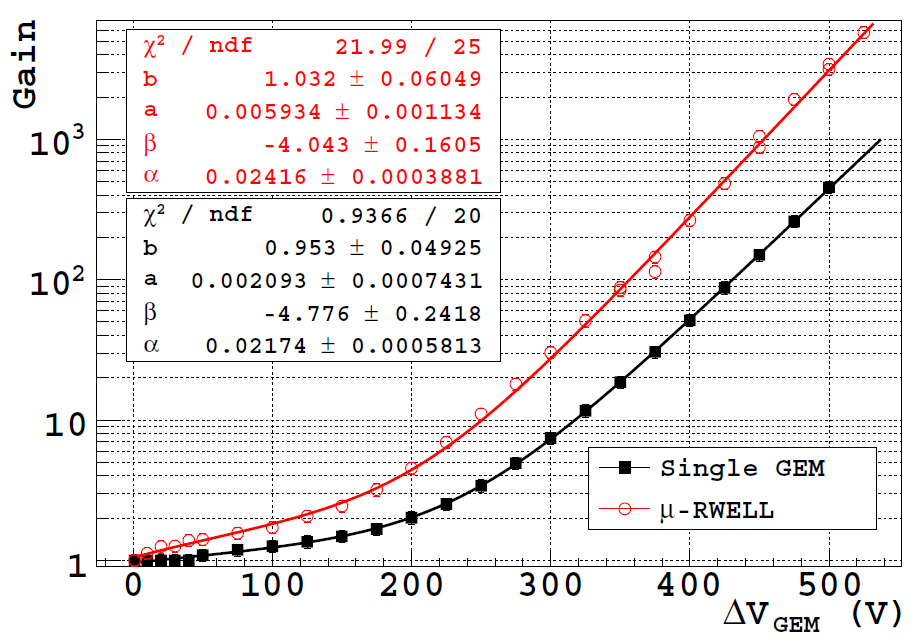 Gain
χ² / ndf 21.99 / 25
b 1.032 ± 0.06049
a 0.005934 ± 0.001134
β -4.043 ± 0.1605
α 0.02416 ± 0.0003881
χ² / ndf 0.9366 / 20
b 0.953 ± 0.04925
a 0.002093 ± 0.0007431
β -4.776 ± 0.2418
α 0.02174 ± 0.0005813
10³
10²
10
1
Single GEM
μ-RWELL
0 100 200 300 400 500
ΔV_GEM (V)